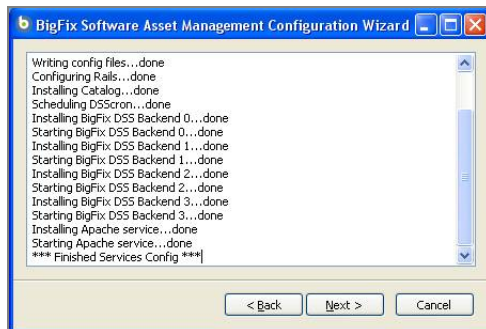 BigFix Software Asset Management Configuration Wizard
Writing config files...done
Configuring Rails...done
Installing Catalog...done
Scheduling DSScron...done
Installing BigFix DSS Backend 0...done
Starting BigFix DSS Backend 0...done
Installing BigFix DSS Backend 1...done
Starting BigFix DSS Backend 1...done
Installing BigFix DSS Backend 2...done
Starting BigFix DSS Backend 2...done
Installing BigFix DSS Backend 3...done
Starting BigFix DSS Backend 3...done
Installing Apache service...done
Starting Apache service...done
*** Finished Services Config ***
< Back Next > Cancel